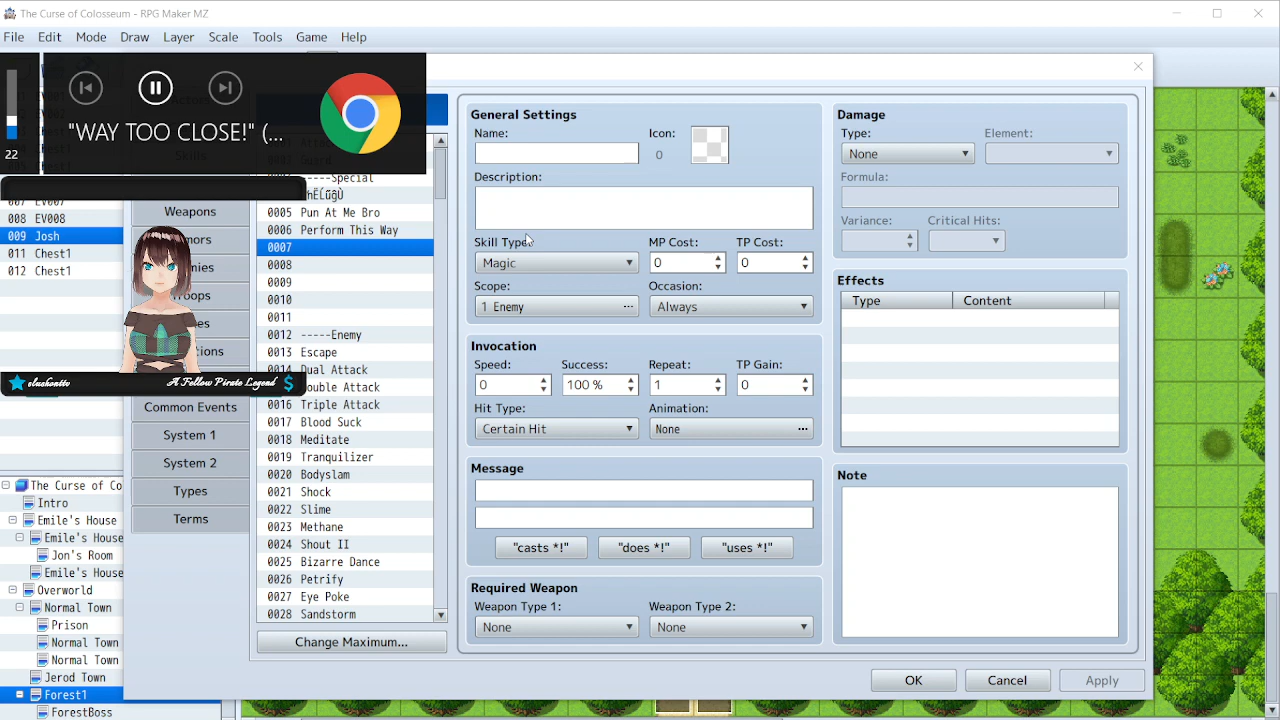 The Curse of Colosseum - RPG Maker MZ
File Edit Mode Draw Layer Scale Tools Game Help
22
"WAY TOO CLOSE!" (...
008 EV008
009 Josh
011 Chest1
012 Chest1
elushontto
A Fellow Pirate Legend $
Weapons
Common Events
System 1
System 2
Types
Terms
0005 Pun At Me Bro
0006 Perform This Way
0007
0008
0009
0010
0011
0012 -----Enemy
0013 Escape
0014 Dual Attack
ouble Attack
0016 Triple Attack
0017 Blood Suck
0018 Meditate
0019 Tranquilizer
0020 Bodyslam
0021 Shock
0022 Slime
0023 Methane
0024 Shout II
0025 Bizarre Dance
0026 Petrify
0027 Eye Poke
0028 Sandstorm
Change Maximum...
General Settings
Name:
Icon:
0
Description:
Skill Type:
Magic
MP Cost:
0
TP Cost:
0
Scope:
1 Enemy ...
Occasion:
Always
Invocation
Speed:
0
Success:
100 %
Repeat:
1
TP Gain:
0
Hit Type:
Certain Hit
Animation:
None ...
Message
"casts *!"
"does *!"
"uses *!"
Required Weapon
Weapon Type 1:
None
Weapon Type 2:
None
Damage
Type:
None
Element:
Formula:
Variance:
Critical Hits:
Effects
Type
Content
Note
OK
Cancel
Apply
The Curse of Co
Intro
Emile's House
Emile's House
Jon's Room
Emile's House
Overworld
Normal Town
Prison
Normal Town
Normal Town
Jerod Town
Forest1
ForestBoss